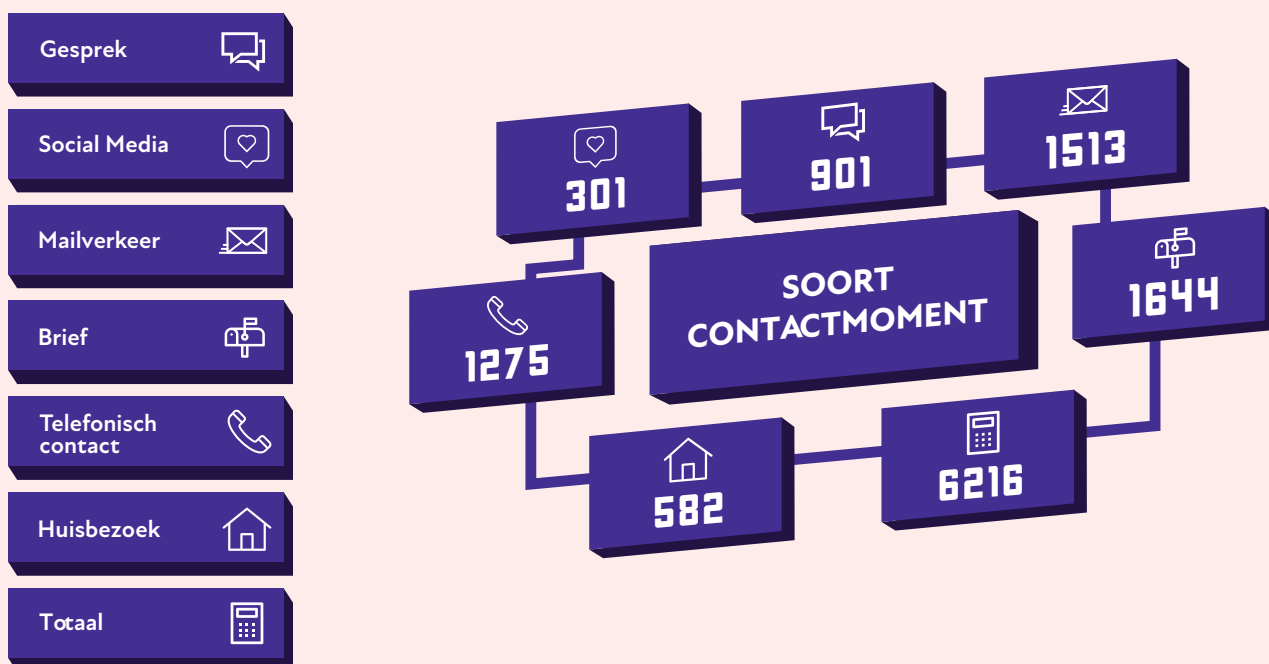 Gesprek
Social Media
Mailverkeer
Brief
Telefonisch
contact
Huisbezoek
Totaal
301
901
1513
1275
SOORT
CONTACTMOMENT
1644
582
6216